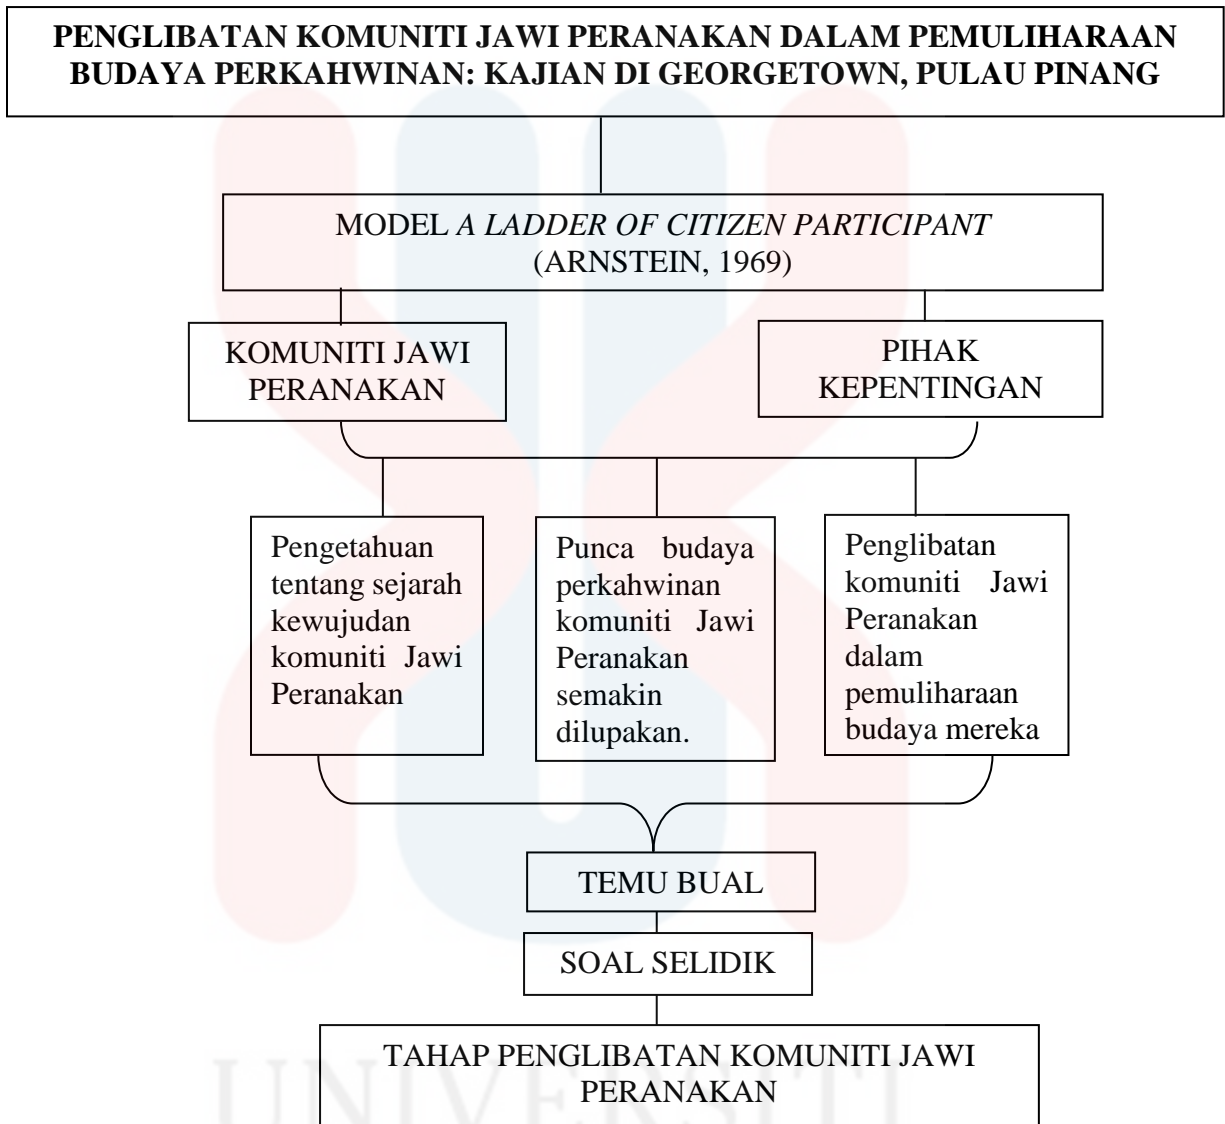 PENGLIBATAN KOMUNITI JAWI PERANAKAN DALAM PEMULIHARAAN
BUDAYA PERKAHWINAN: KAJIAN DI GEORGETOWN, PULAU PINANG
MODEL A LADDER OF CITIZEN PARTICIPANT
(ARNSTEIN, 1969)
KOMUNITI JAWI
PERANAKAN
PIHAK
KEPENTINGAN
Pengetahuan
tentang sejarah
kewujudan
komuniti Jawi
Peranakan
Punca budaya
perkahwinan
komuniti Jawi
Peranakan
semakin
dilupakan.
Penglibatan
komuniti Jawi
Peranakan
dalam
pemuliharaan
budaya mereka
TEMU BUAL
SOAL SELIDIK
TAHAP PENGLIBATAN KOMUNITI JAWI
PERANAKAN
UNIVERSITI